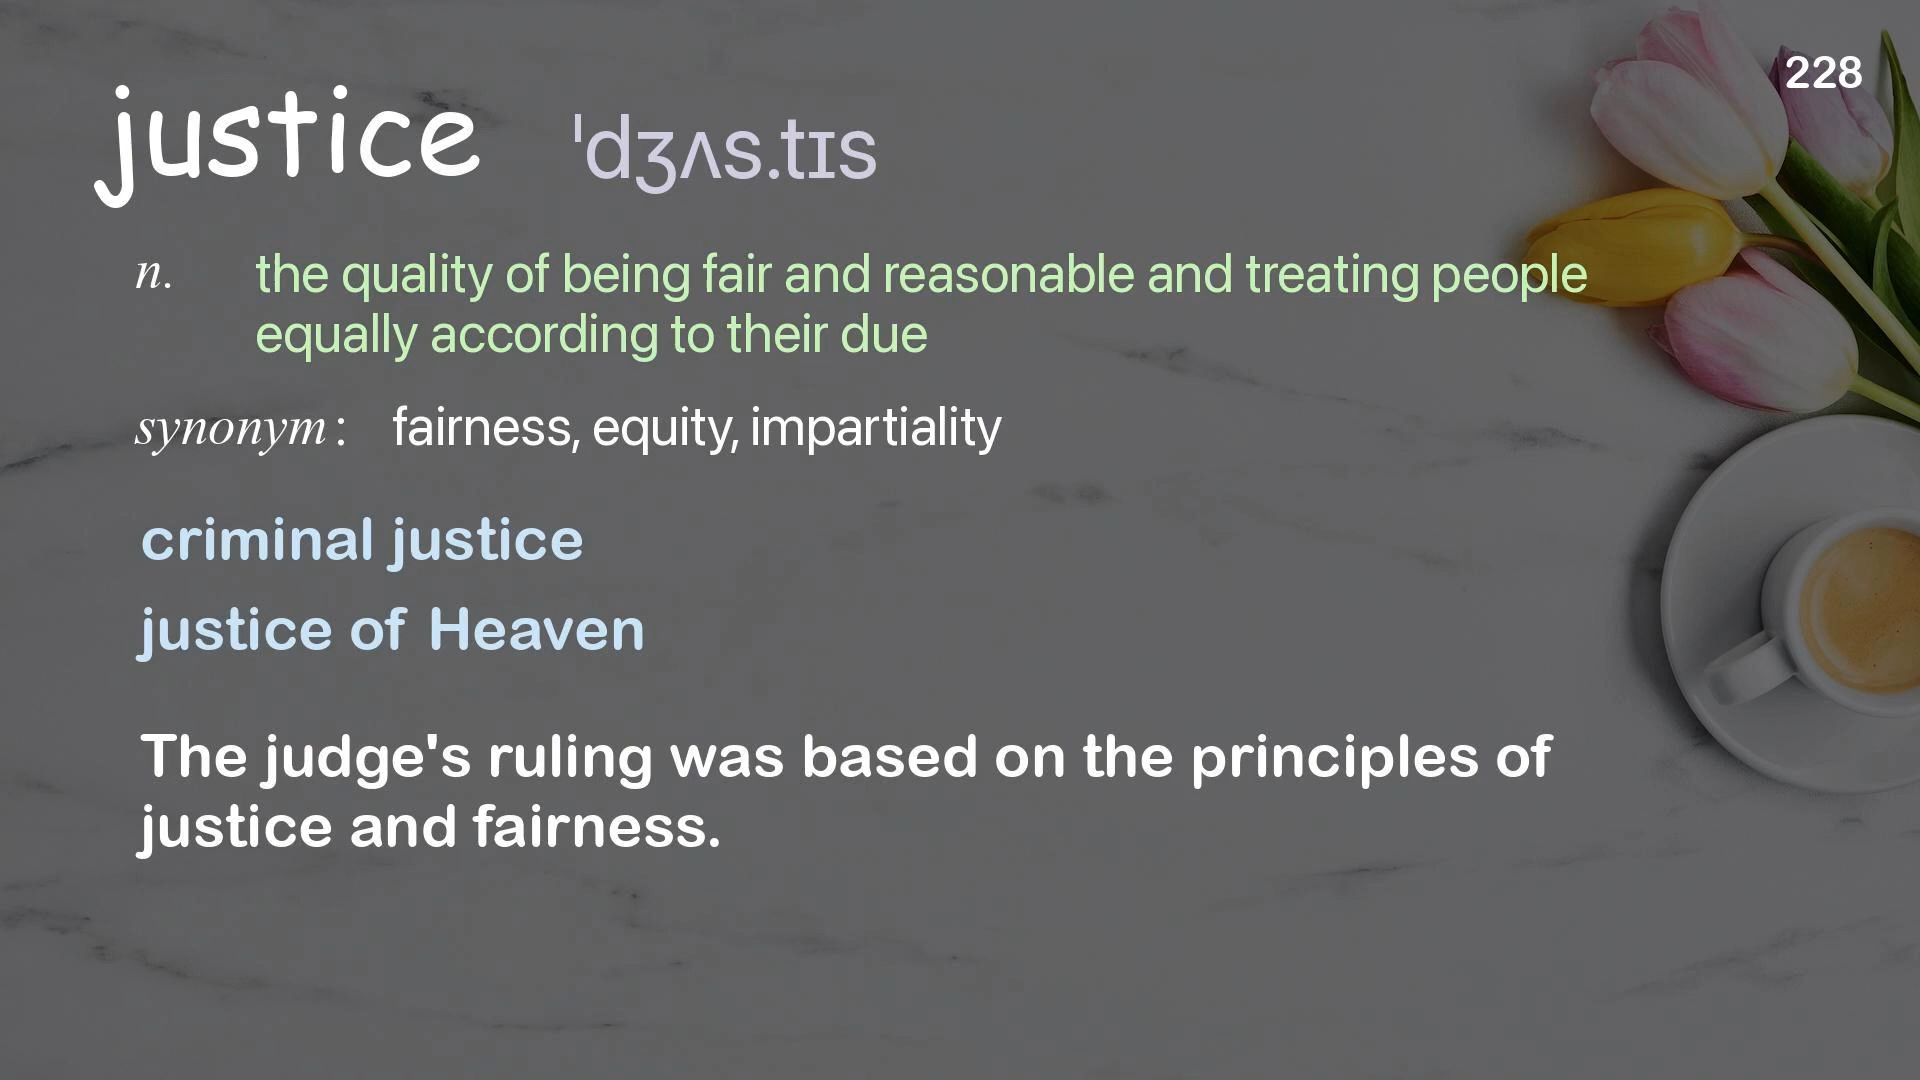 228
justice ˈdʒʌs.tɪs
n. the quality of being fair and reasonable and treating people
equally according to their due
synonym: fairness, equity, impartiality
criminal justice
justice of Heaven
The judge's ruling was based on the principles of
justice and fairness.